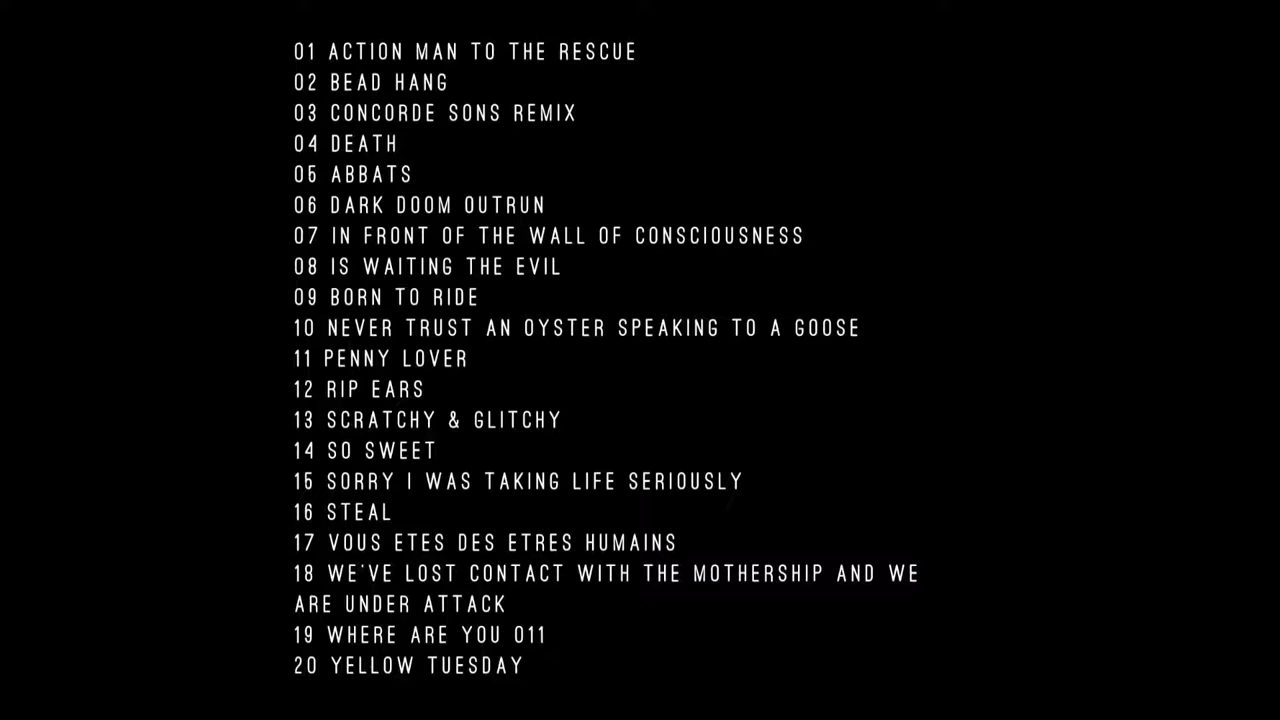 01 ACTION MAN TO THE RESCUE
02 BEAD HANG
03 CONCORDE SONS REMIX
04 DEATH
05 ABBATS
06 DARK DOOM OUTRUN
07 IN FRONT OF THE WALL OF CONSCIOUSNESS
08 IS WAITING THE EVIL
09 BORN TO RIDE
10 NEVER TRUST AN OYSTER SPEAKING TO A GOOSE
11 PENNY LOVER
12 RIP EARS
13 SCRATCHY & GLITCHY
14 SO SWEET
15 SORRY I WAS TAKING LIFE SERIOUSLY
16 STEAL
17 VOUS ETES DES ETRES HUMAINS
18 WE'VE LOST CONTACT WITH THE MOTHERSHIP AND WE
ARE UNDER ATTACK
19 WHERE ARE YOU 011
20 YELLOW TUESDAY